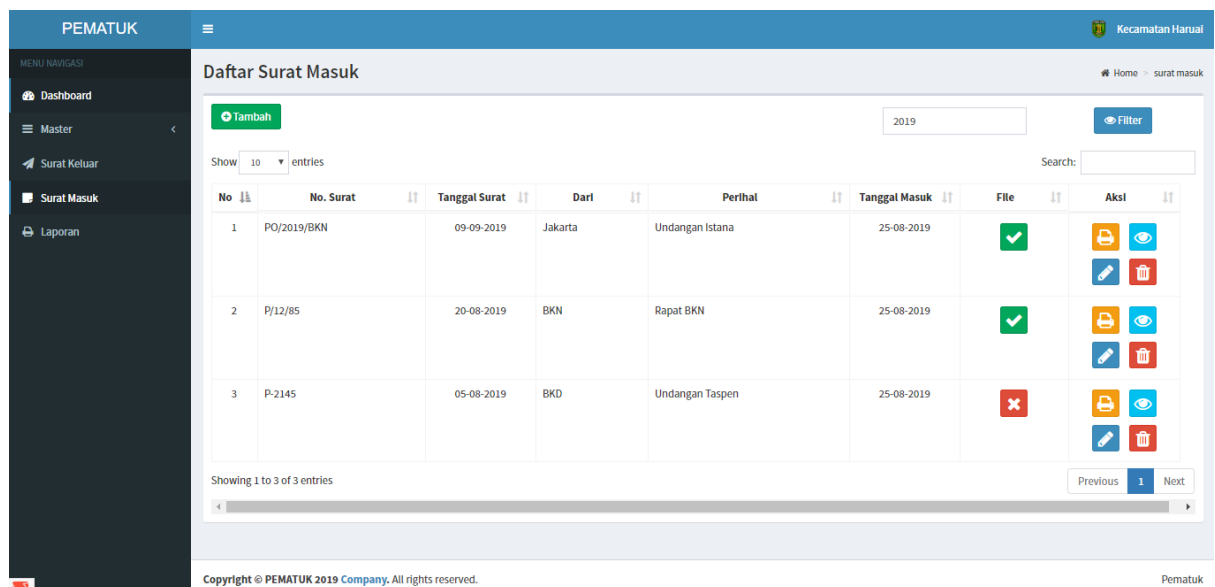 PEMATUK
Kecamatan Haruai
MENU NAVIGASI
Daftar Surat Masuk
Home > surat masuk
Dashboard
Tambah
2019
Filter
Master
Surat Keluar
Show 10 entries
Search:
Surat Masuk
No
No. Surat
Tanggal Surat
Dari
Perihal
Tanggal Masuk
File
Aksi
Laporan
1 PO/2019/BKN 09-09-2019 Jakarta Undangan Istana 25-08-2019
2 P/12/85 20-08-2019 BKN Rapat BKN 25-08-2019
3 P-2145 05-08-2019 BKD Undangan Taspen 25-08-2019
Showing 1 to 3 of 3 entries
Previous 1 Next
Copyright © PEMATUK 2019 Company. All rights reserved.
Pematuk